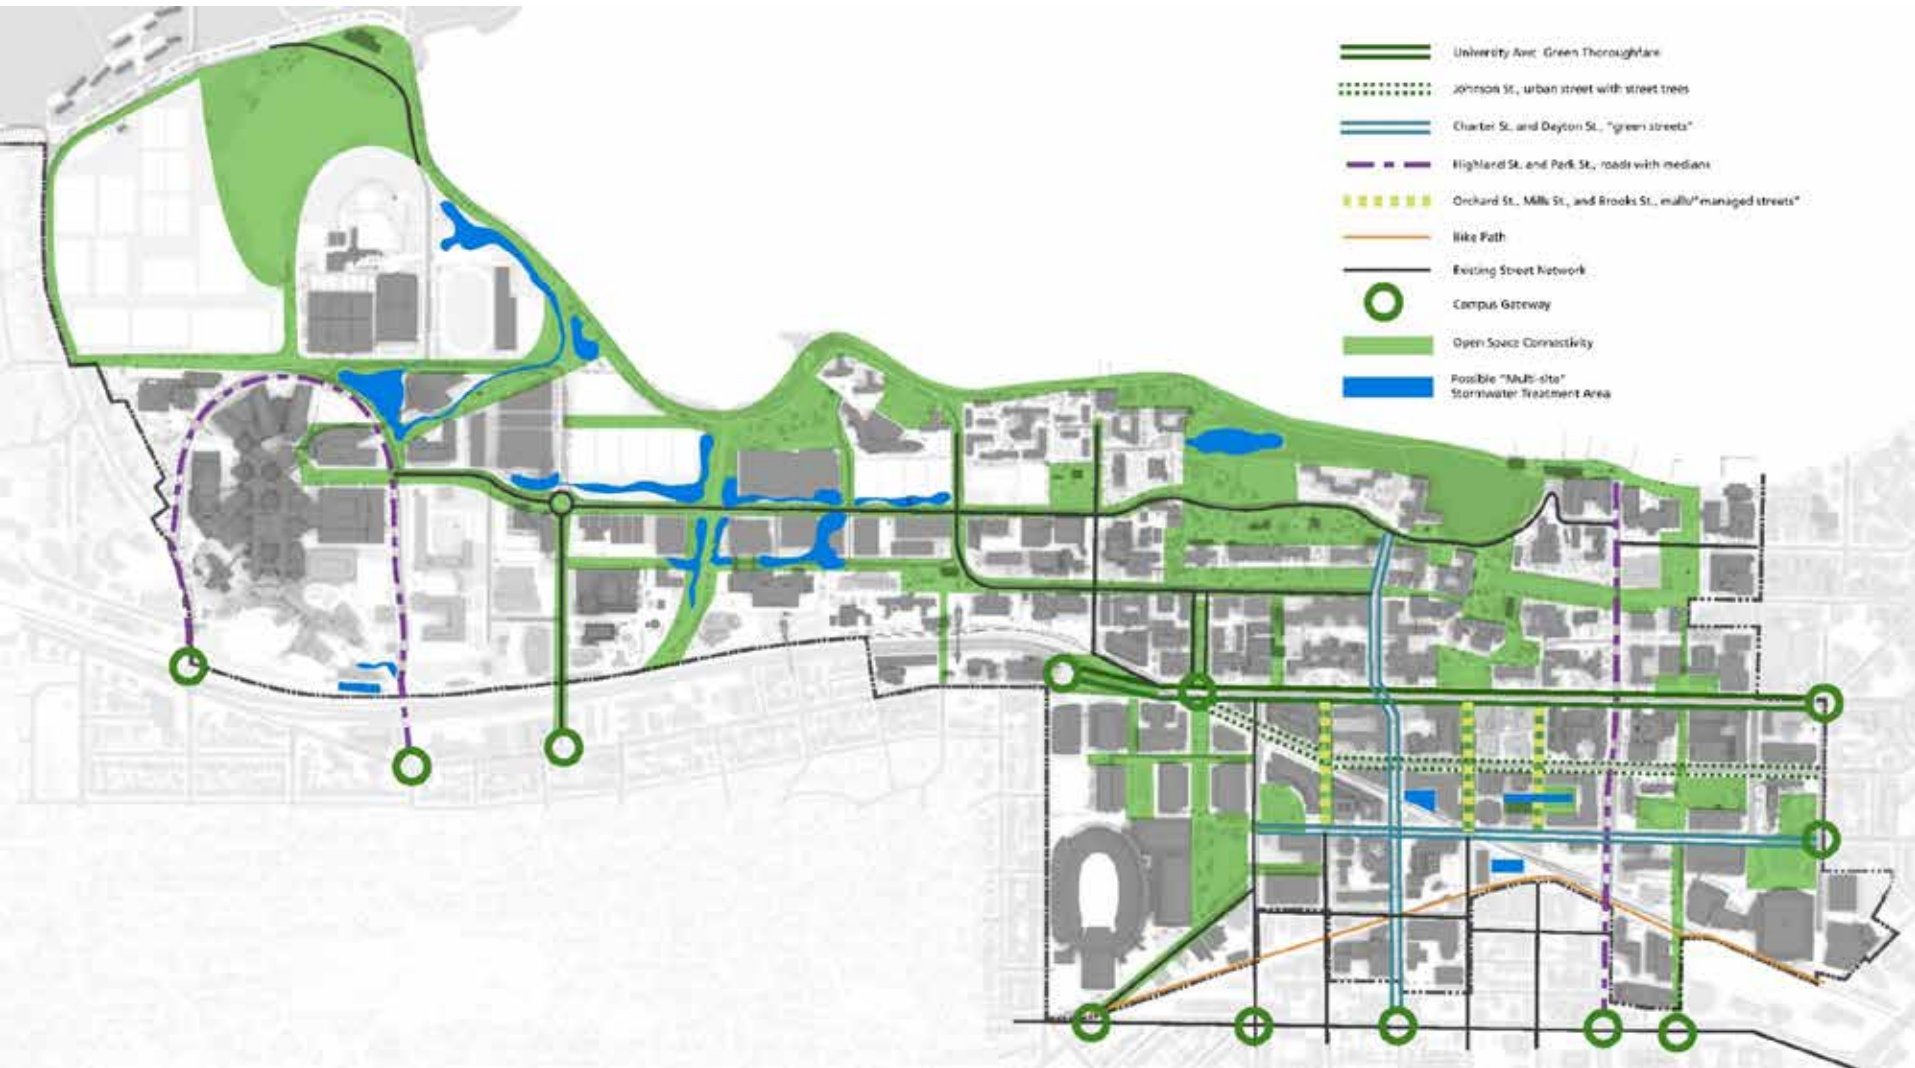 University Ave. Green Thoroughfare
Johnson St., urban street with street trees
Charter St. and Dayton St., "green streets"
Highland St. and Park St., roads with medians
Orchard St., Mills St., and Brooks St., malls/"managed streets"
Bike Path
Existing Street Network
Campus Gateway
Open Space Connectivity
Possible "Multi-site"
Stormwater Treatment Area